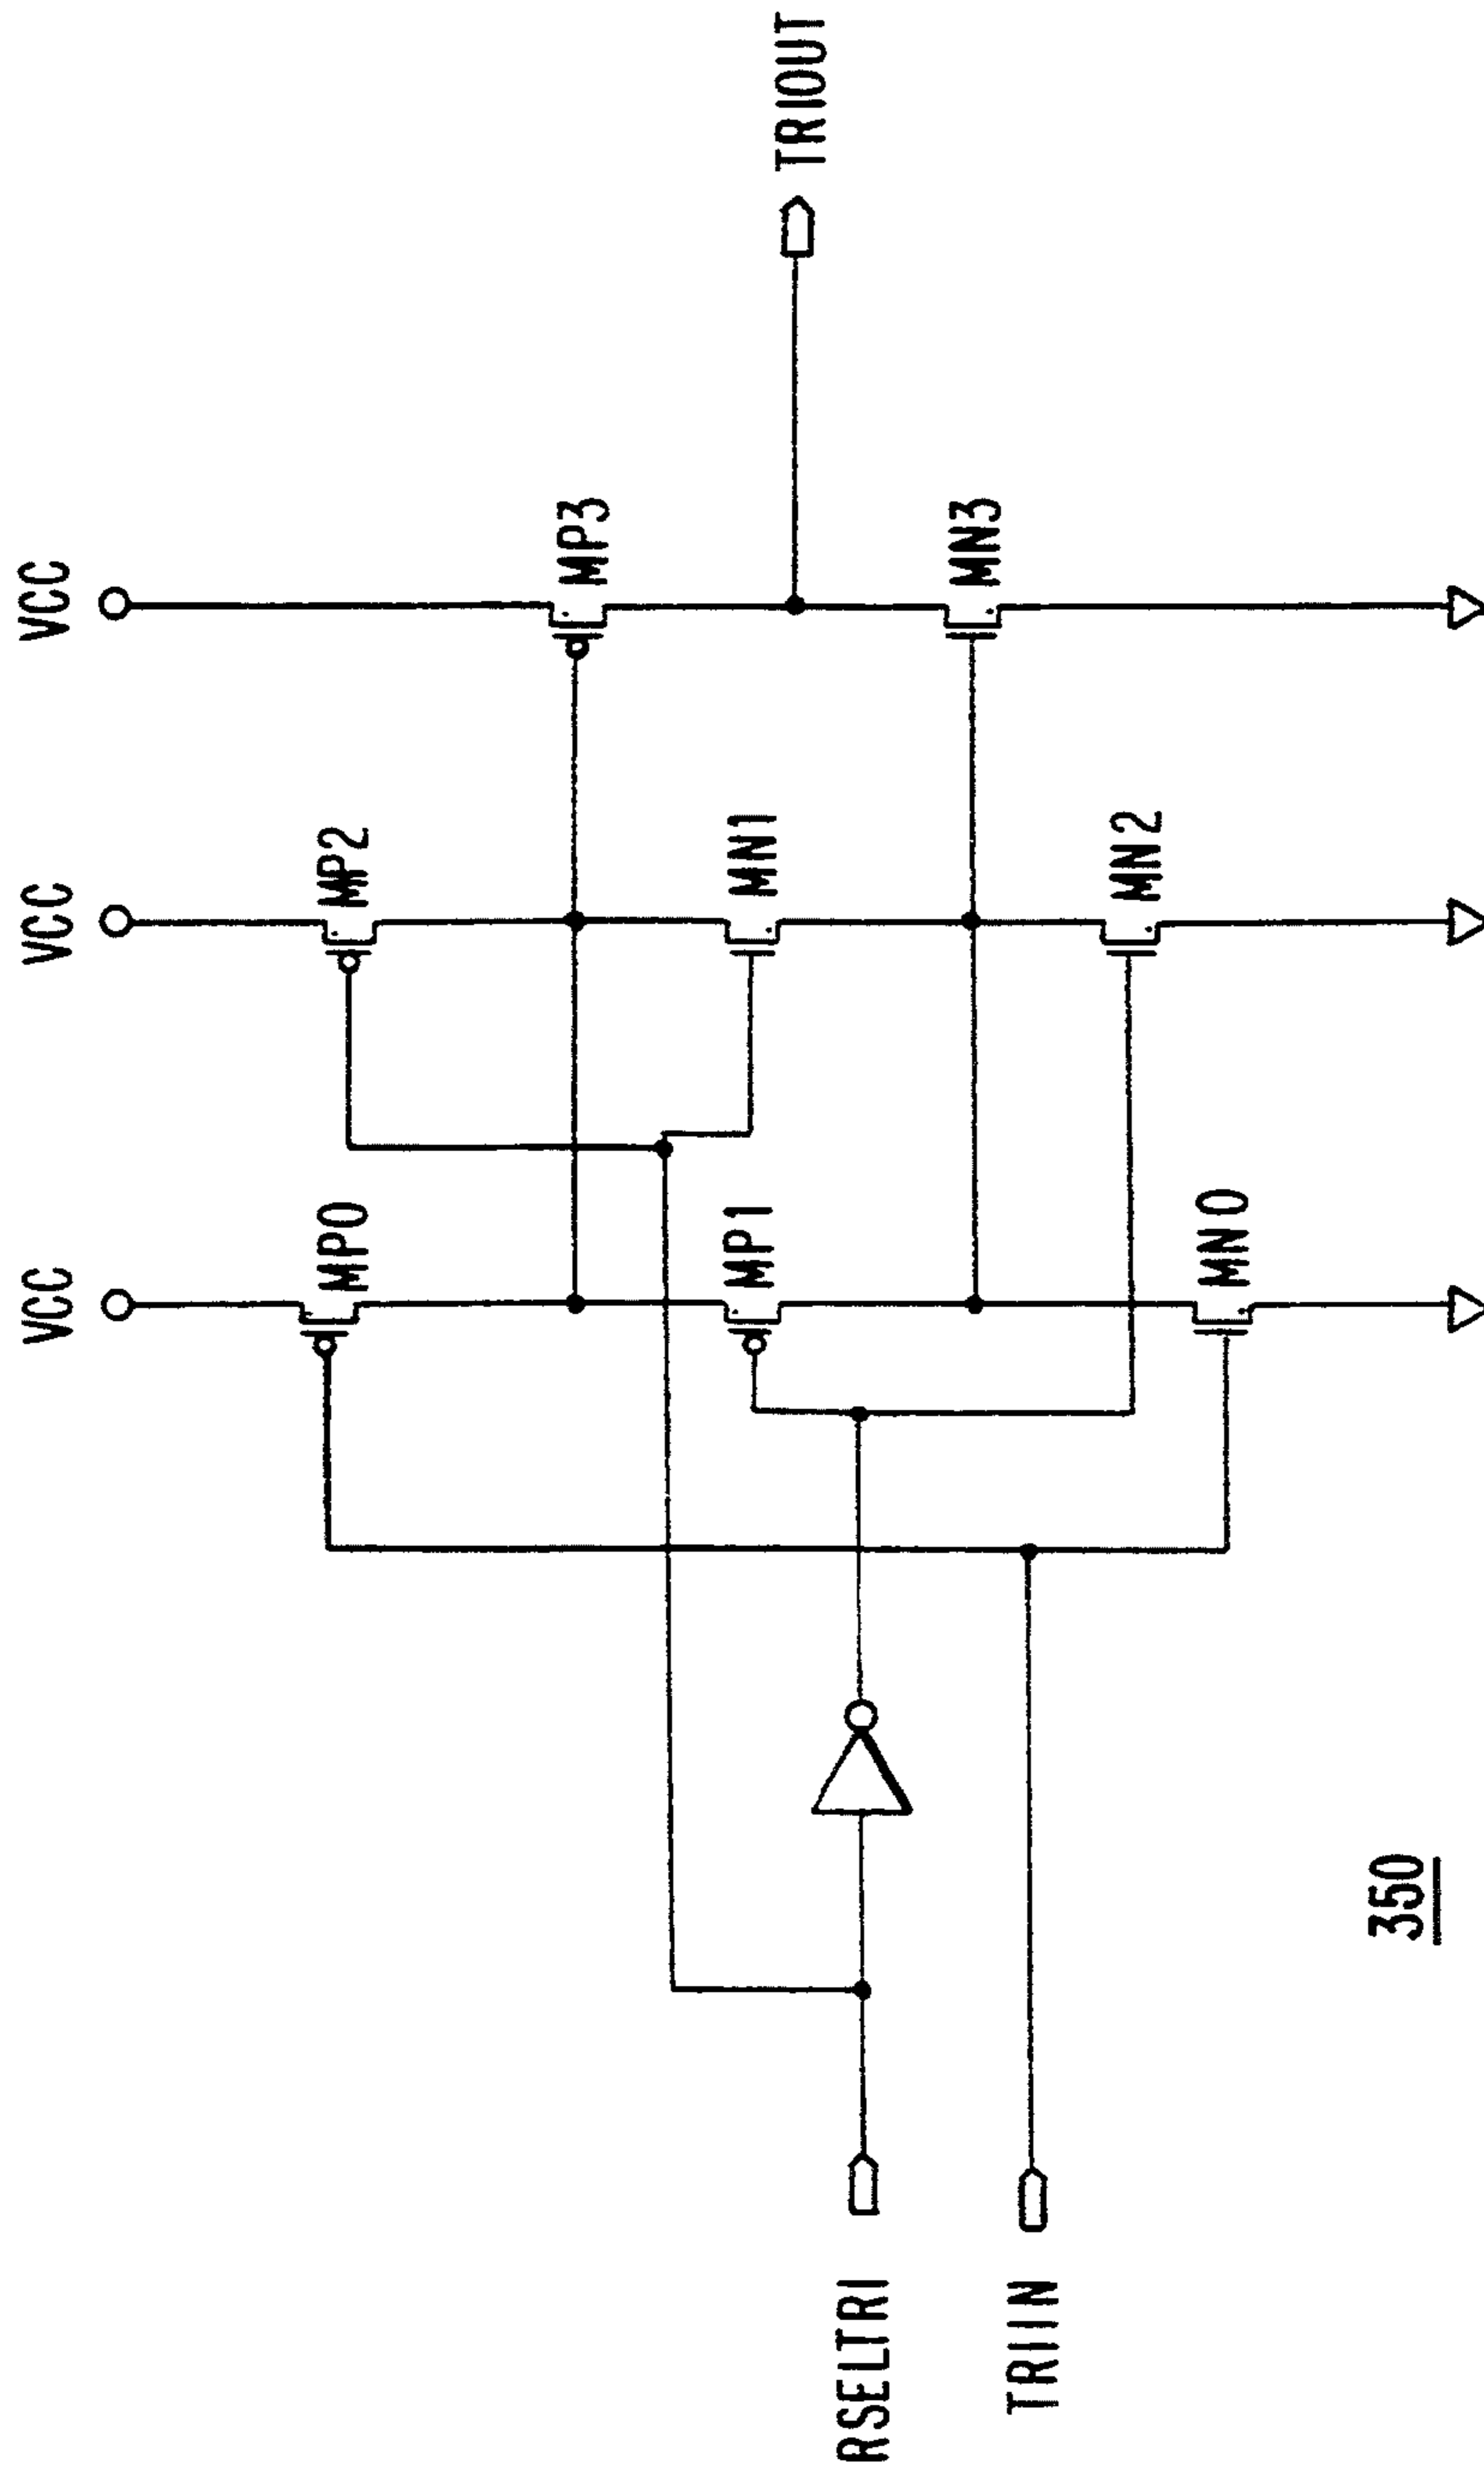 VCC
VCC
VCC
MP0
MP2
MP3
TRIOUT
MP1
MN1
MN3
MN0
MN2
RSELTRI
TRIIN
350